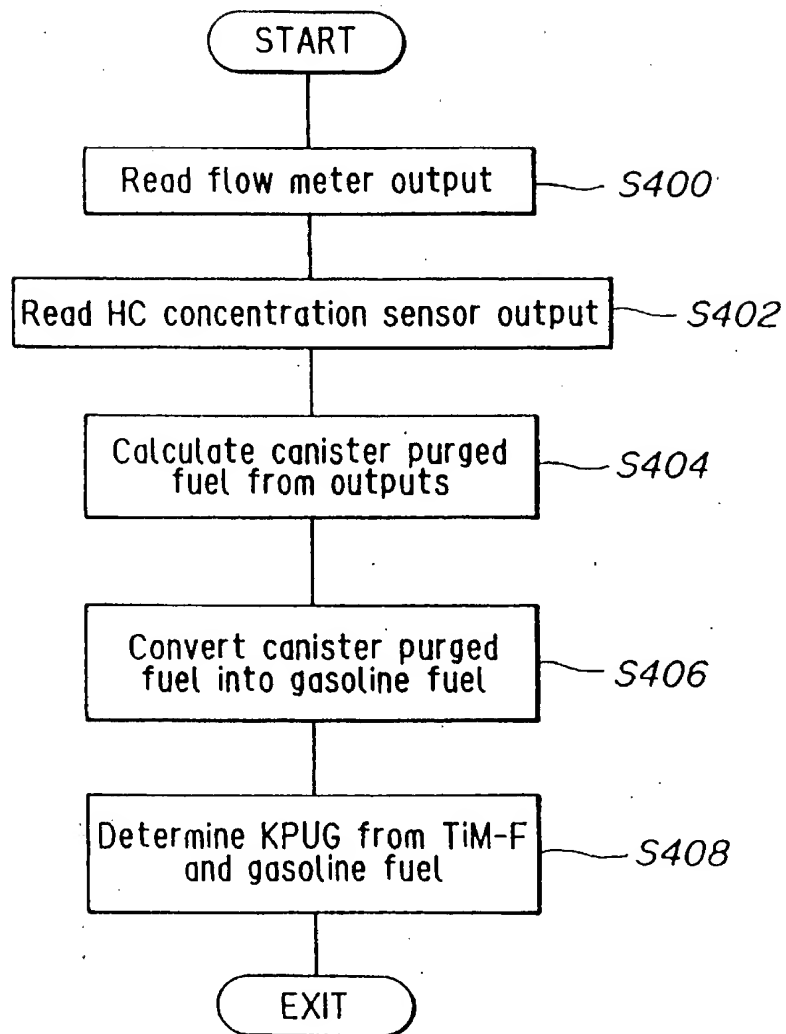 START
Read flow meter output
S400
Read HC concentration sensor output
S402
Calculate canister purged
fuel from outputs
S404
Convert canister purged
fuel into gasoline fuel
S406
Determine KPUG from TiM-F
and gasoline fuel
S408
EXIT